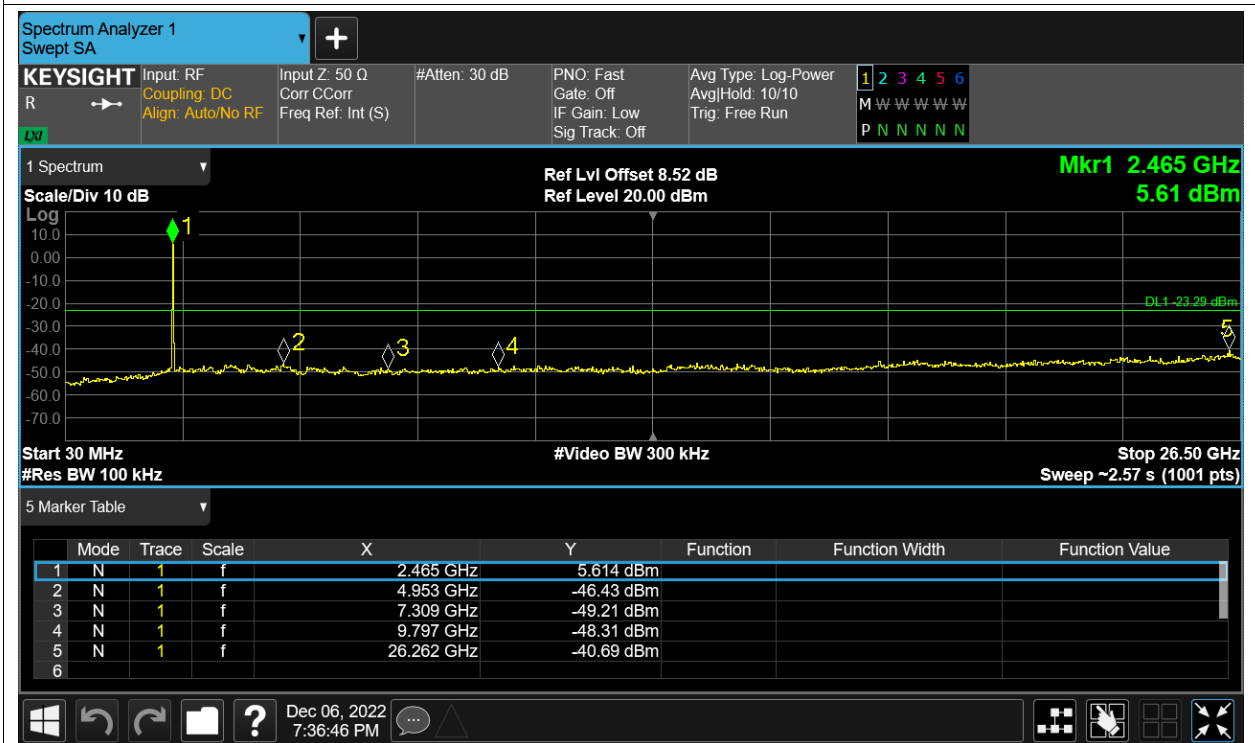 Spectrum Analyzer 1
Swept SA
KEYSIGHT
R
LXI
Input: RF
Coupling: DC
Align: Auto/No RF
Input Z: 50 Ω
Corr CCorr
Freq Ref: Int (S)
#Atten: 30 dB
PNO: Fast
Gate: Off
IF Gain: Low
Sig Track: Off
Avg Type: Log-Power
Avg|Hold: 10/10
Trig: Free Run
1 2 3 4 5 6
M W W W W W
P N N N N N
1 Spectrum
Scale/Div 10 dB
Ref Lvl Offset 8.52 dB
Ref Level 20.00 dBm
Mkr1 2.465 GHz
5.61 dBm
Log
10.0
0.00
-10.0
-20.0
-30.0
-40.0
-50.0
-60.0
-70.0
1
2
3
4
5
DL1 -23.29 dBm
Start 30 MHz
#Res BW 100 kHz
#Video BW 300 kHz
Stop 26.50 GHz
Sweep ~2.57 s (1001 pts)
5 Marker Table
Mode Trace Scale X Y Function Function Width Function Value
1 N 1 f 2.465 GHz 5.614 dBm
2 N 1 f 4.953 GHz -46.43 dBm
3 N 1 f 7.309 GHz -49.21 dBm
4 N 1 f 9.797 GHz -48.31 dBm
5 N 1 f 26.262 GHz -40.69 dBm
6
?
Dec 06, 2022
7:36:46 PM